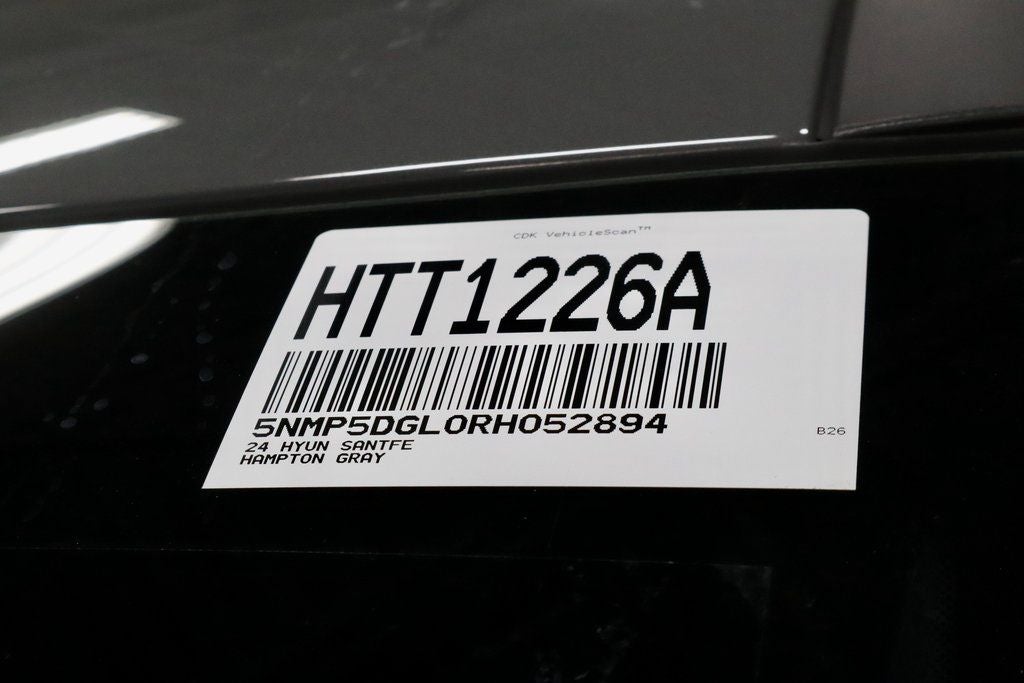 CDK VehicleScan™
HTT1226A
5NMP5DGL0RH052894
24 HYUN SANTFE
HAMPTON GRAY
B26